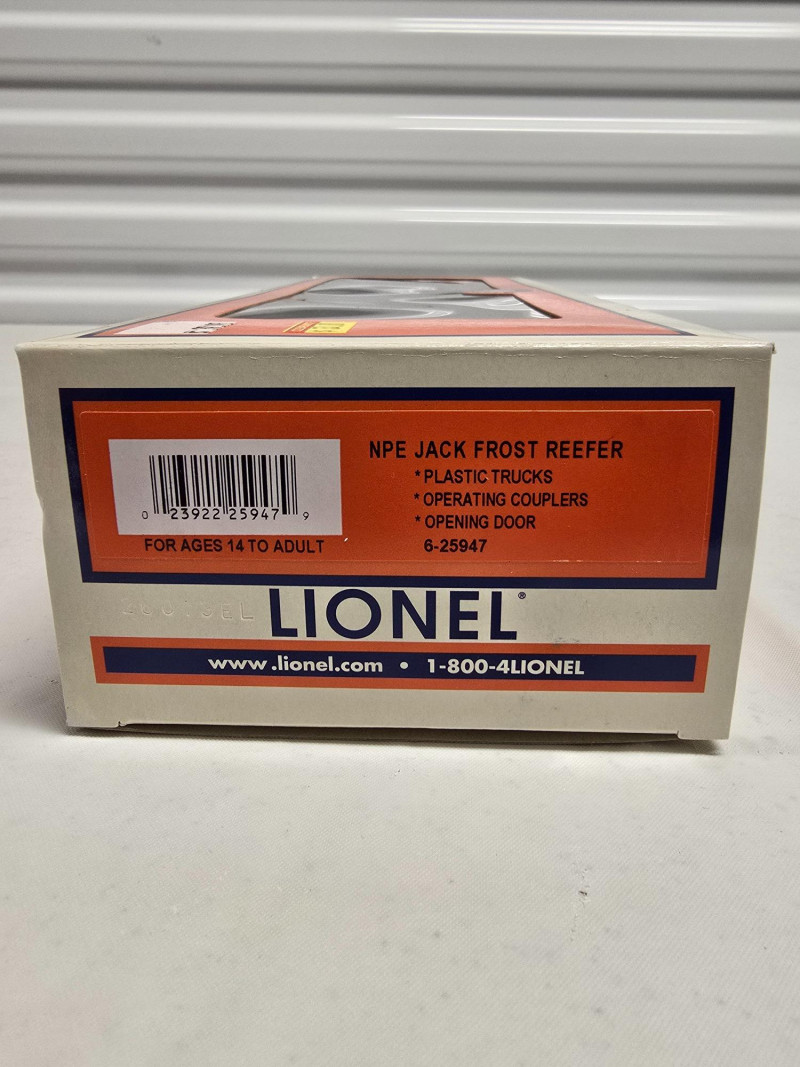 NPE JACK FROST REEFER
* PLASTIC TRUCKS
* OPERATING COUPLERS
* OPENING DOOR
6-25947
0 23922 25947 9
FOR AGES 14 TO ADULT
LIONEL®
www.lionel.com • 1-800-4LIONEL